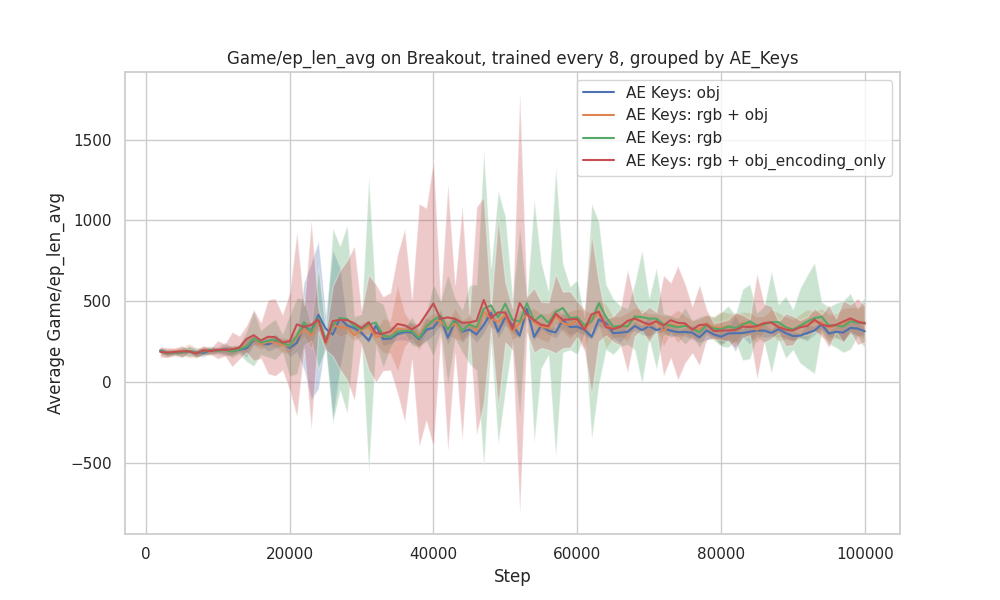 Game/ep_len_avg on Breakout, trained every 8, grouped by AE_Keys
AE Keys: obj
AE Keys: rgb + obj
AE Keys: rgb
AE Keys: rgb + obj_encoding_only
Average Game/ep_len_avg
1500
1000
500
0
−500
0
20000
40000
60000
80000
100000
Step